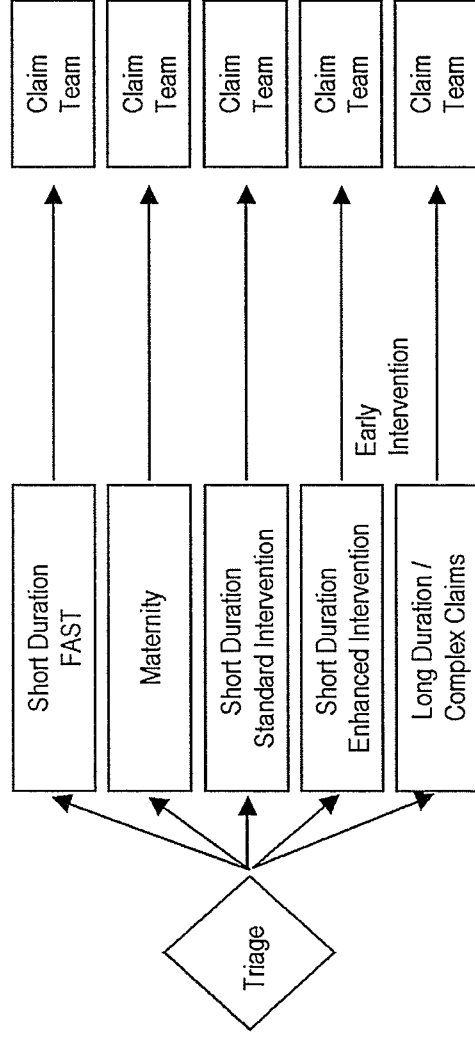 Triage
Short Duration
FAST
Claim
Team
Maternity
Claim
Team
Short Duration
Standard Intervention
Claim
Team
Short Duration
Enhanced Intervention
Claim
Team
Early
Intervention
Long Duration /
Complex Claims
Claim
Team